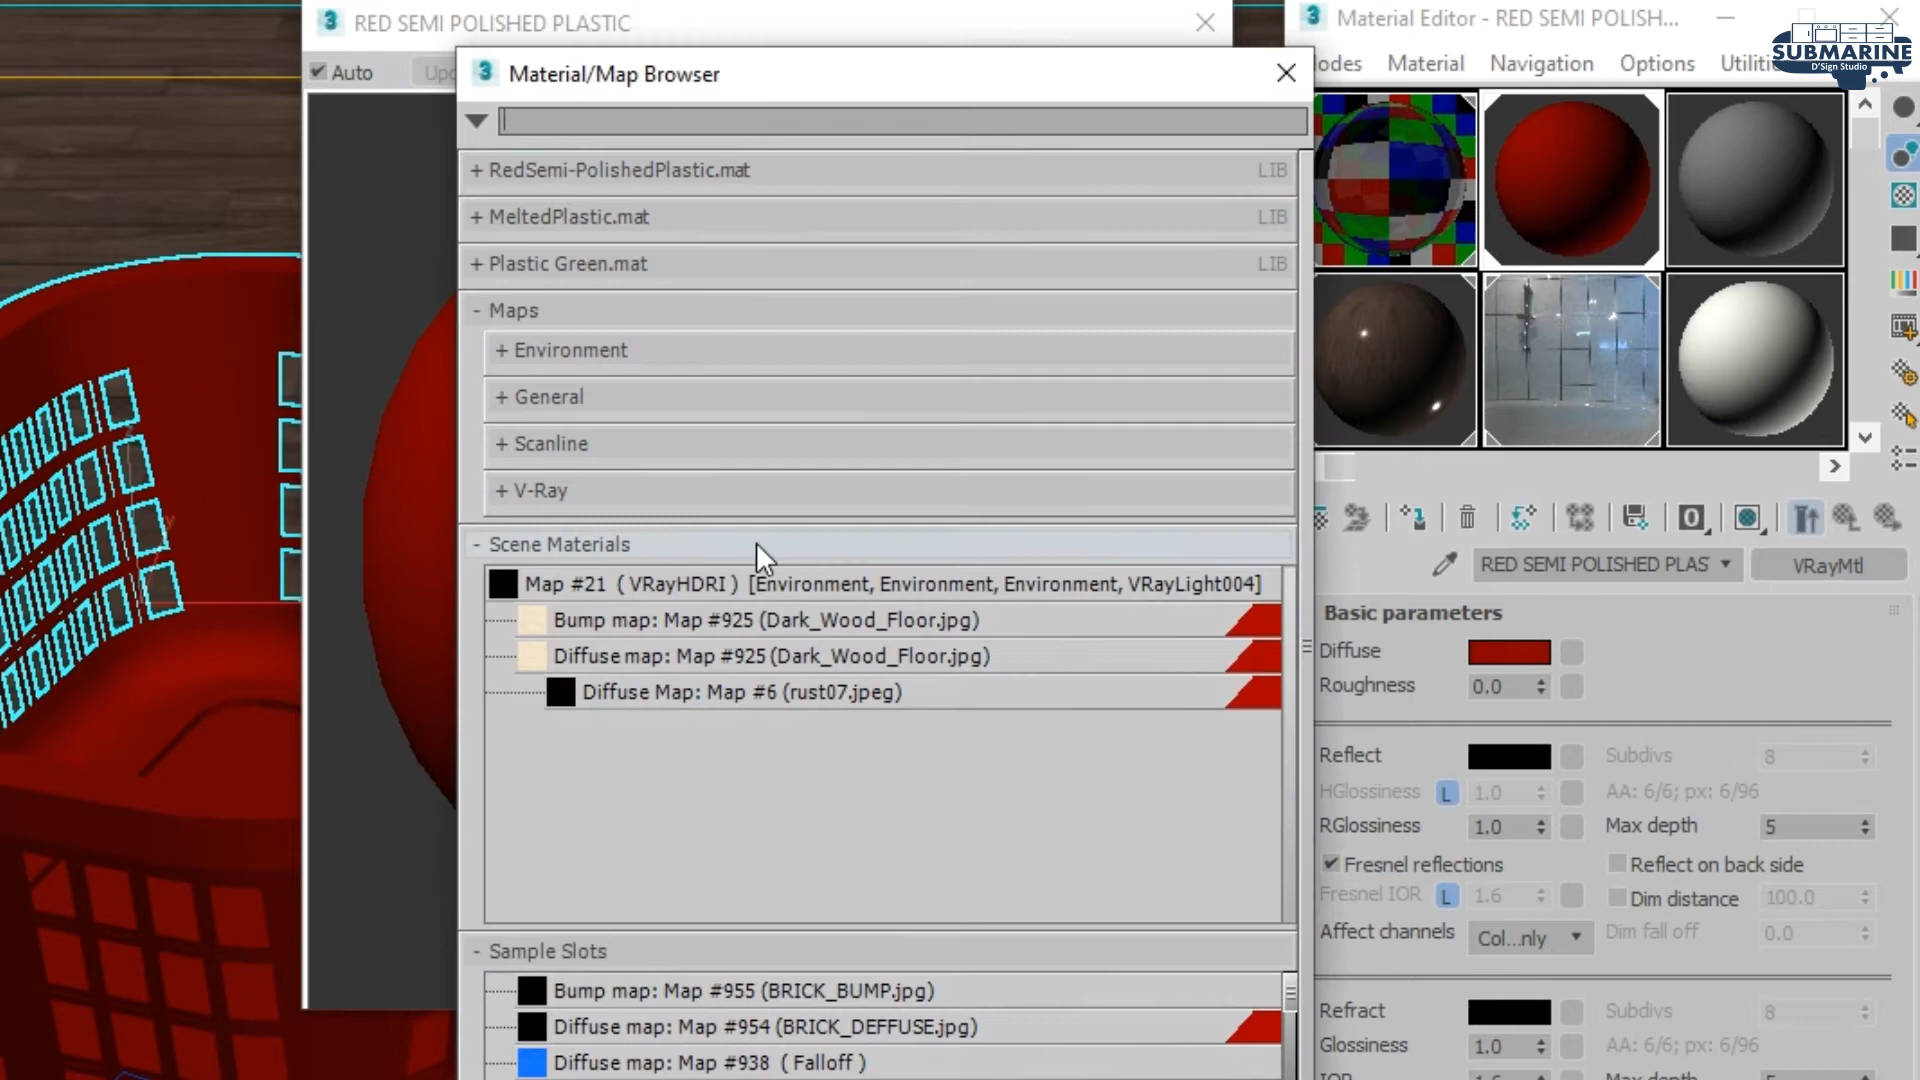 RED SEMI POLISHED PLASTIC
Auto
Material/Map Browser
+ RedSemi-PolishedPlastic.mat LIB
+ MeltedPlastic.mat LIB
+ Plastic Green.mat LIB
- Maps
+ Environment
+ General
+ Scanline
+ V-Ray
- Scene Materials
Map #21 ( VRayHDRI ) [Environment, Environment, Environment, VRayLight004]
Bump map: Map #925 (Dark_Wood_Floor.jpg)
Diffuse map: Map #925 (Dark_Wood_Floor.jpg)
Diffuse Map: Map #6 (rust07.jpeg)
- Sample Slots
Bump map: Map #955 (BRICK_BUMP.jpg)
Diffuse map: Map #954 (BRICK_DEFFUSE.jpg)
Diffuse map: Map #938 ( Falloff )
Material Editor - RED SEMI POLISH...
SUBMARINE
D'Sign Studio
odes Material Navigation Options Utiliti
RED SEMI POLISHED PLAS VRayMtl
Basic parameters
Diffuse
Roughness 0.0
Reflect Subdivs 8
HGlossiness L 1.0 AA: 6/6; px: 6/96
RGlossiness 1.0 Max depth 5
Fresnel reflections Reflect on back side
Fresnel IOR L 1.6 Dim distance 100.0
Affect channels Col...nly Dim fall off 0.0
Refract Subdivs 8
Glossiness 1.0 AA: 6/6; px: 6/96
IOR 1.6 Max depth 5